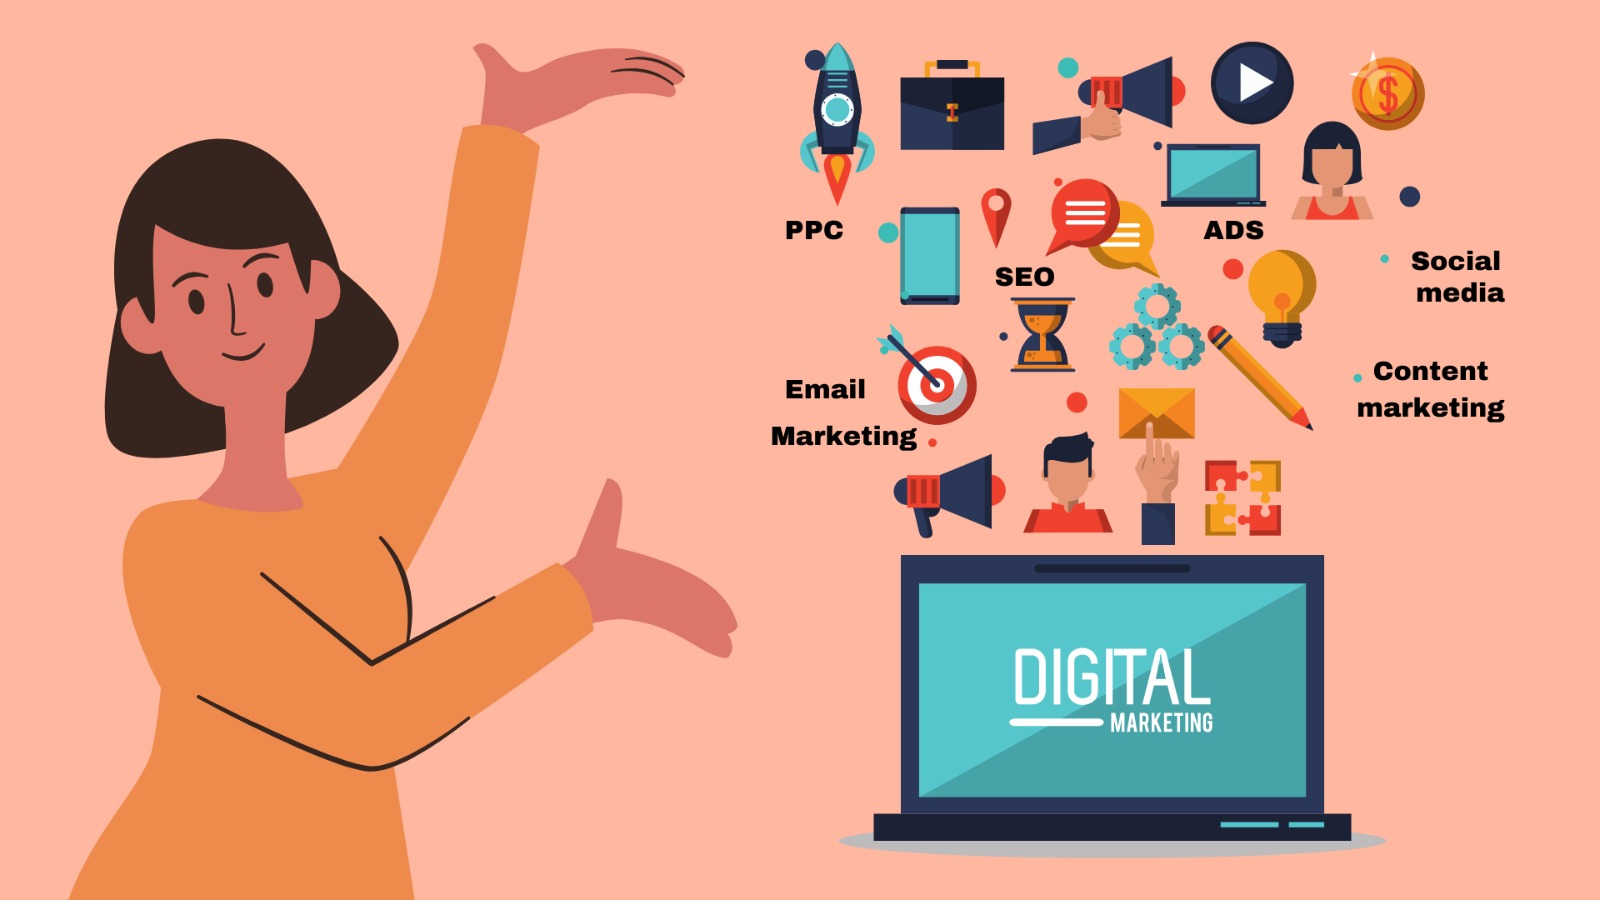 PPC
ADS
SEO
Social
media
Email
Marketing
Content
marketing
DIGITAL
MARKETING